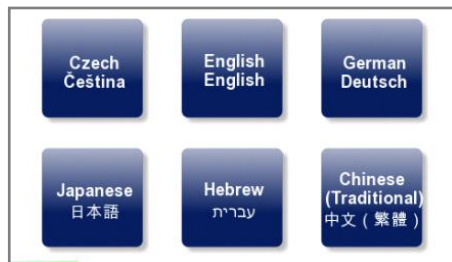 Czech
Čeština
English
English
German
Deutsch
Japanese
日本語
Hebrew
עברית
Chinese
(Traditional)
中文 ( 繁體 )